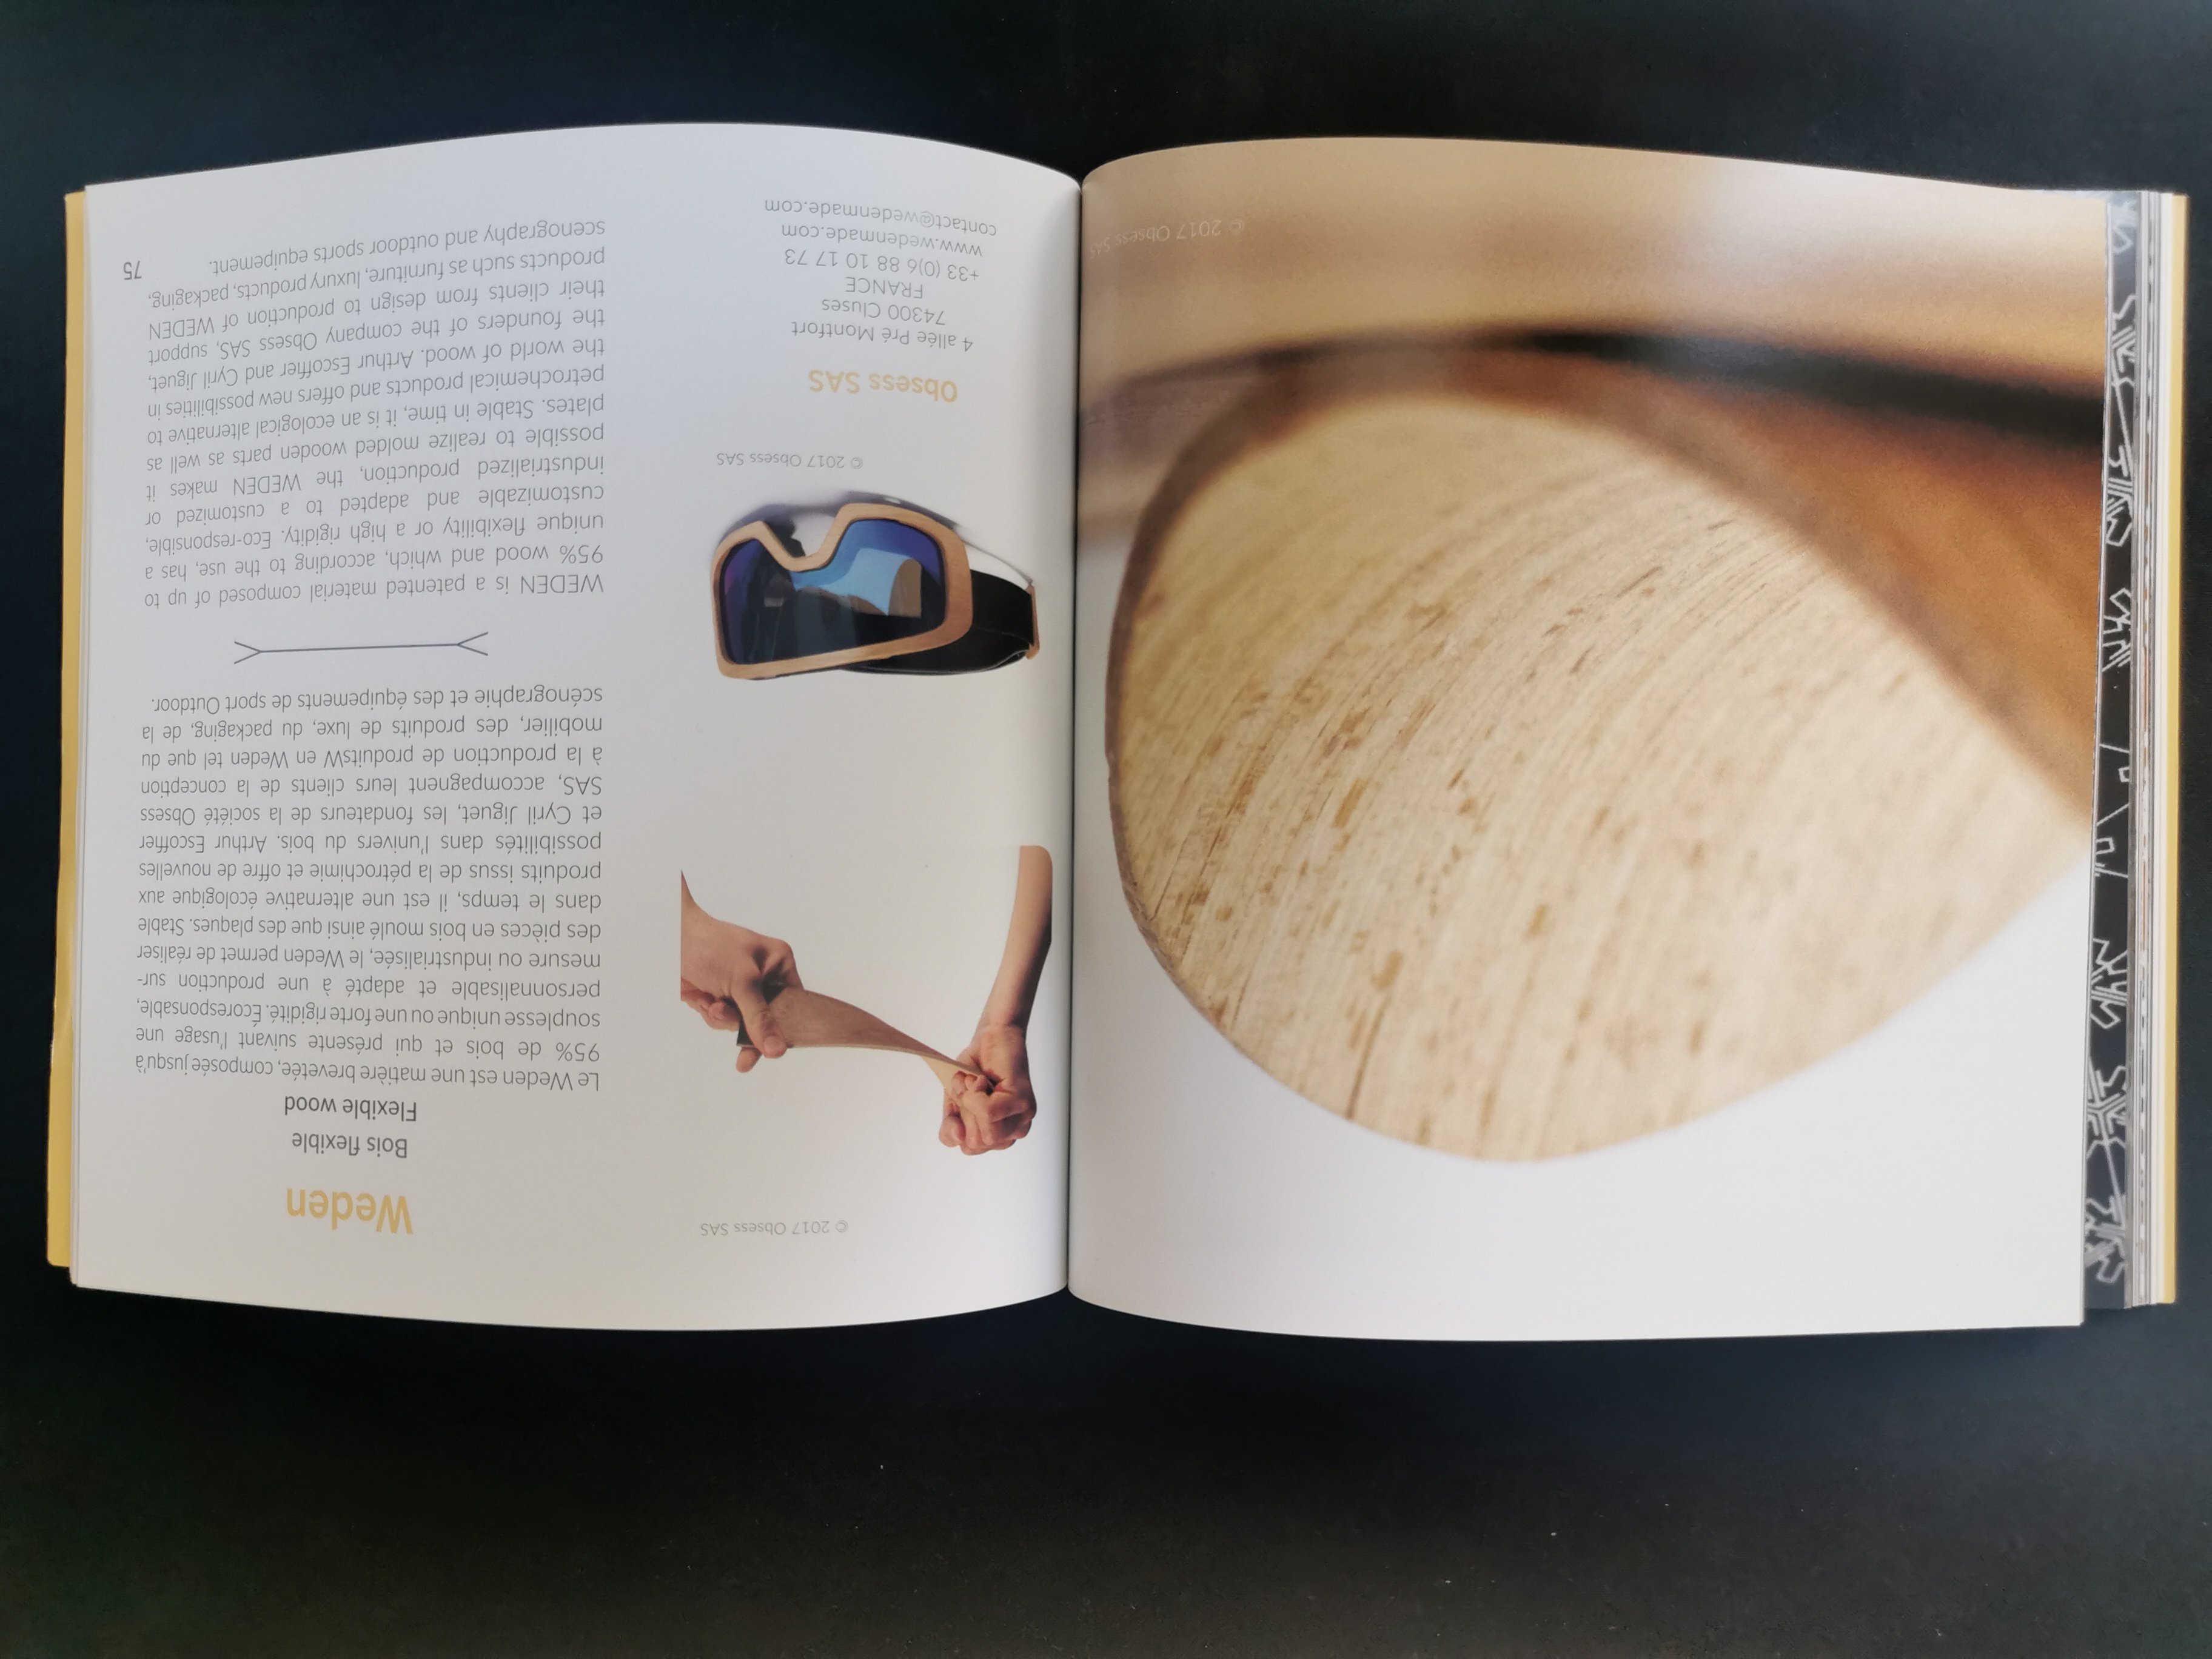 © 2017 Obsess SAS
© 2017 Obsess SAS
© 2017 Obsess SAS
Obsess SAS
4 allée Pré Montfort
74300 Cluses
FRANCE
+33 (0)6 88 10 17 73
www.wedenmade.com
contact@wedenmade.com
Weden
Bois flexible
Flexible wood
Le Weden est une matière brevetée, composée jusqu'à
95% de bois et qui présente suivant l'usage une
souplesse unique ou une forte rigidité. Écoresponsable,
personnalisable et adapté à une production sur-
mesure ou industrialisée, le Weden permet de réaliser
des pièces en bois moulé ainsi que des plaques. Stable
dans le temps, il est une alternative écologique aux
produits issus de la pétrochimie et offre de nouvelles
possibilités dans l'univers du bois. Arthur Escoffier
et Cyril Jiguet, les fondateurs de la société Obsess
SAS, accompagnent leurs clients de la conception
à la production de produitsW en Weden tel que du
mobilier, des produits de luxe, du packaging, de la
scénographie et des équipements de sport Outdoor.
WEDEN is a patented material composed of up to
95% wood and which, according to the use, has a
unique flexibility or a high rigidity. Eco-responsible,
customizable and adapted to a customized or
industrialized production, the WEDEN makes it
possible to realize molded wooden parts as well as
plates. Stable in time, it is an ecological alternative to
petrochemical products and offers new possibilities in
the world of wood. Arthur Escoffier and Cyril Jiguet,
the founders of the company Obsess SAS, support
their clients from design to production of WEDEN
products such as furniture, luxury products, packaging,
scenography and outdoor sports equipement.
75